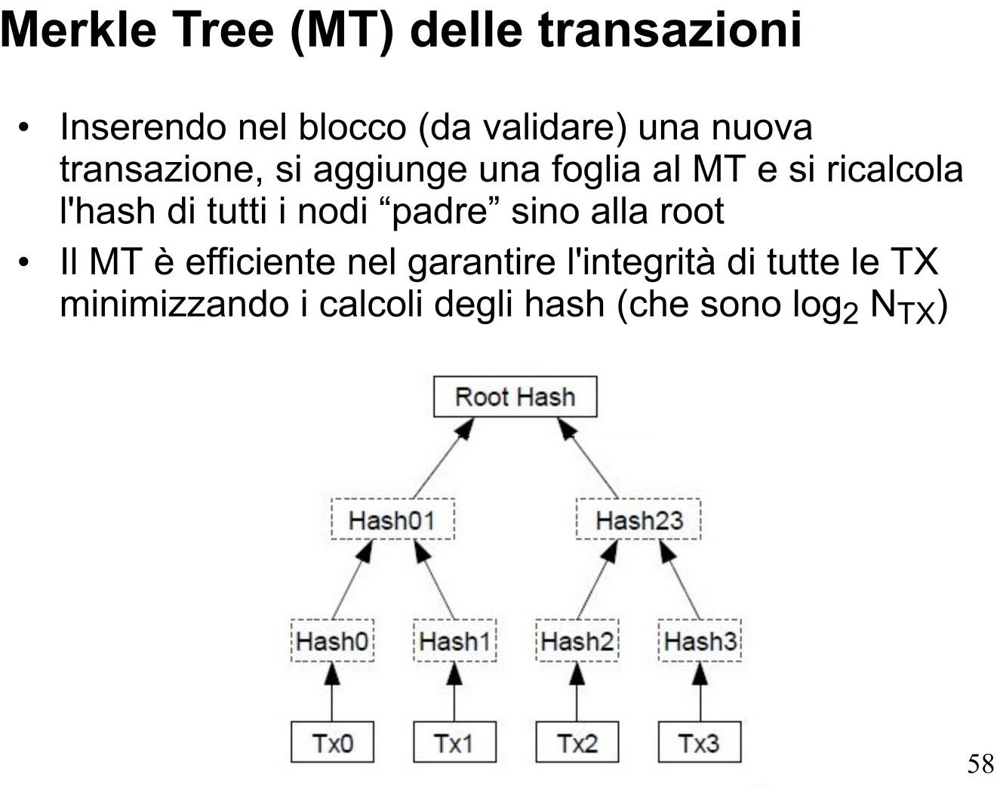 Merkle Tree (MT) delle transazioni
• Inserendo nel blocco (da validare) una nuova
transazione, si aggiunge una foglia al MT e si ricalcola
l'hash di tutti i nodi “padre” sino alla root
• Il MT è efficiente nel garantire l'integrità di tutte le TX
minimizzando i calcoli degli hash (che sono log₂ N_TX)
Root Hash
Hash01 Hash23
Hash0 Hash1 Hash2 Hash3
Tx0 Tx1 Tx2 Tx3
58